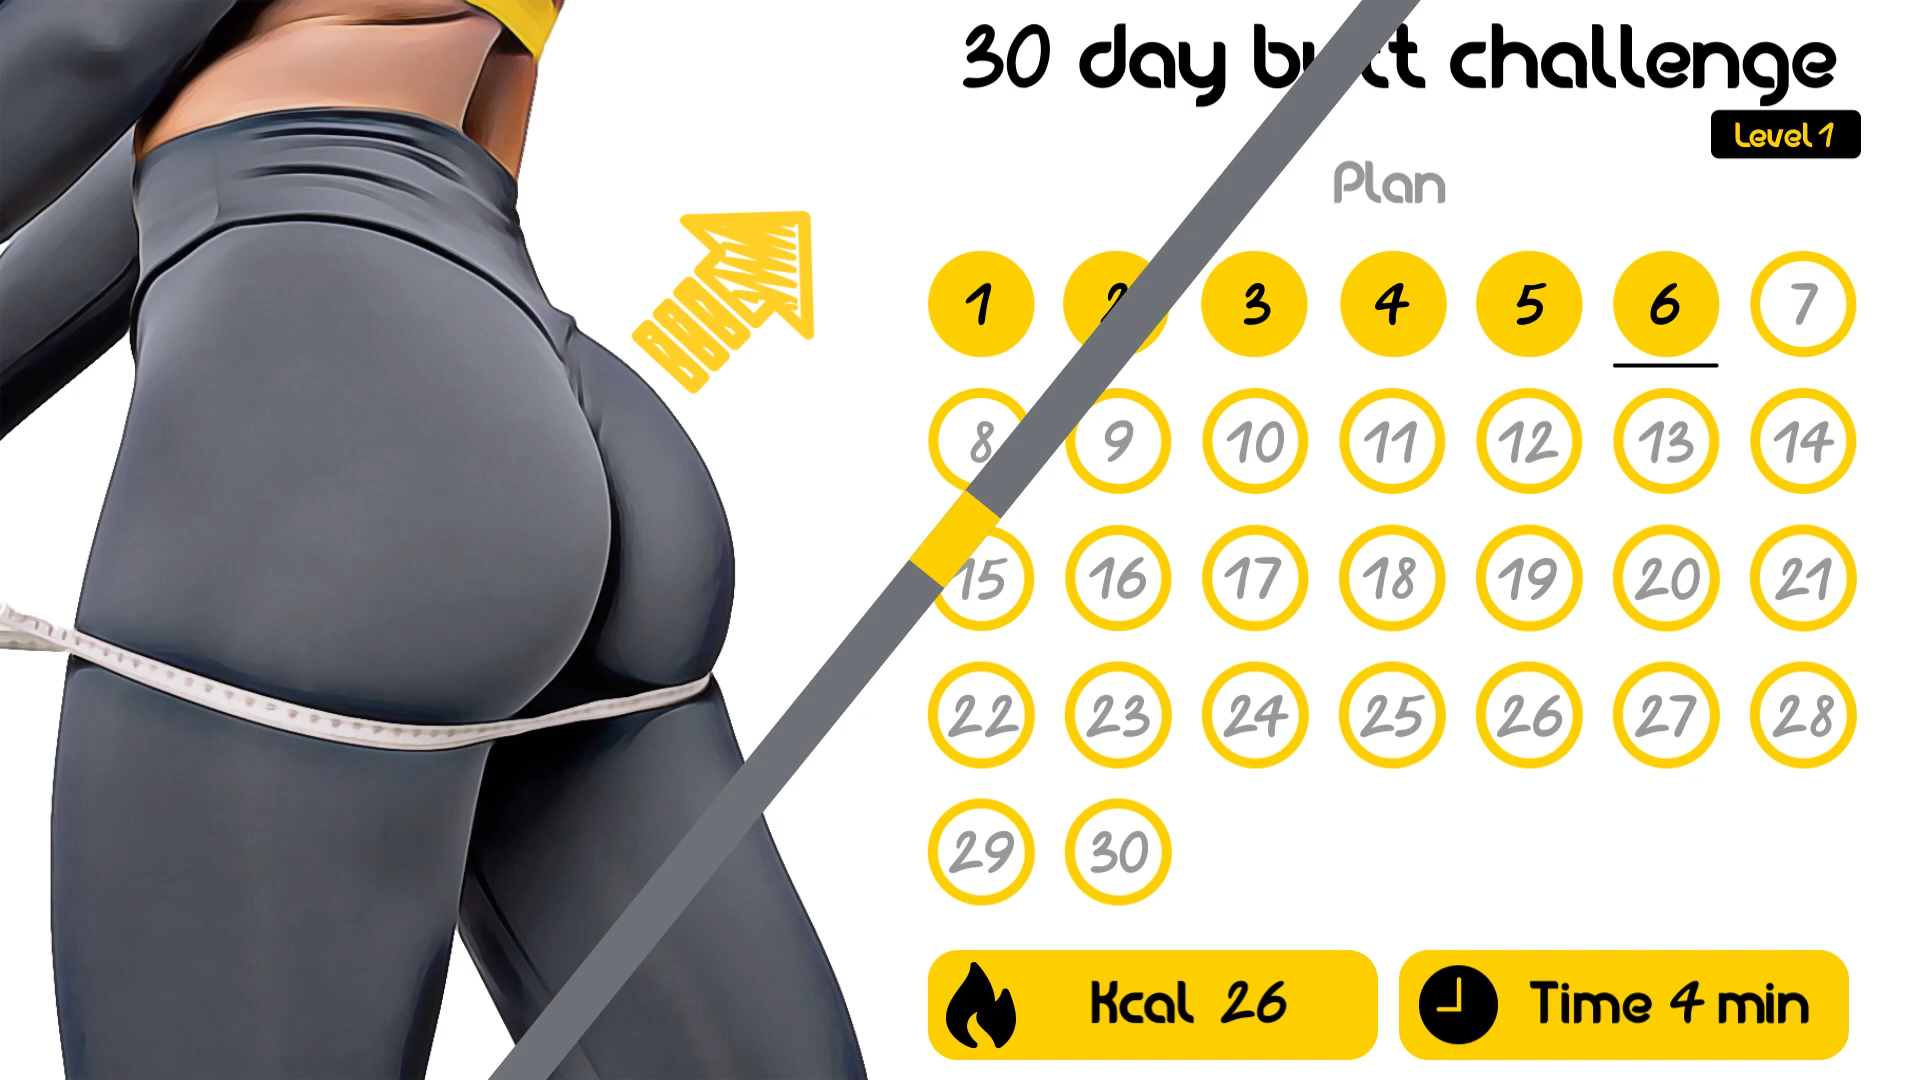 30 day butt challenge
Level 1
Plan
1 2 3 4 5 6 7
8 9 10 11 12 13 14
15 16 17 18 19 20 21
22 23 24 25 26 27 28
29 30
Kcal 26
Time 4 min